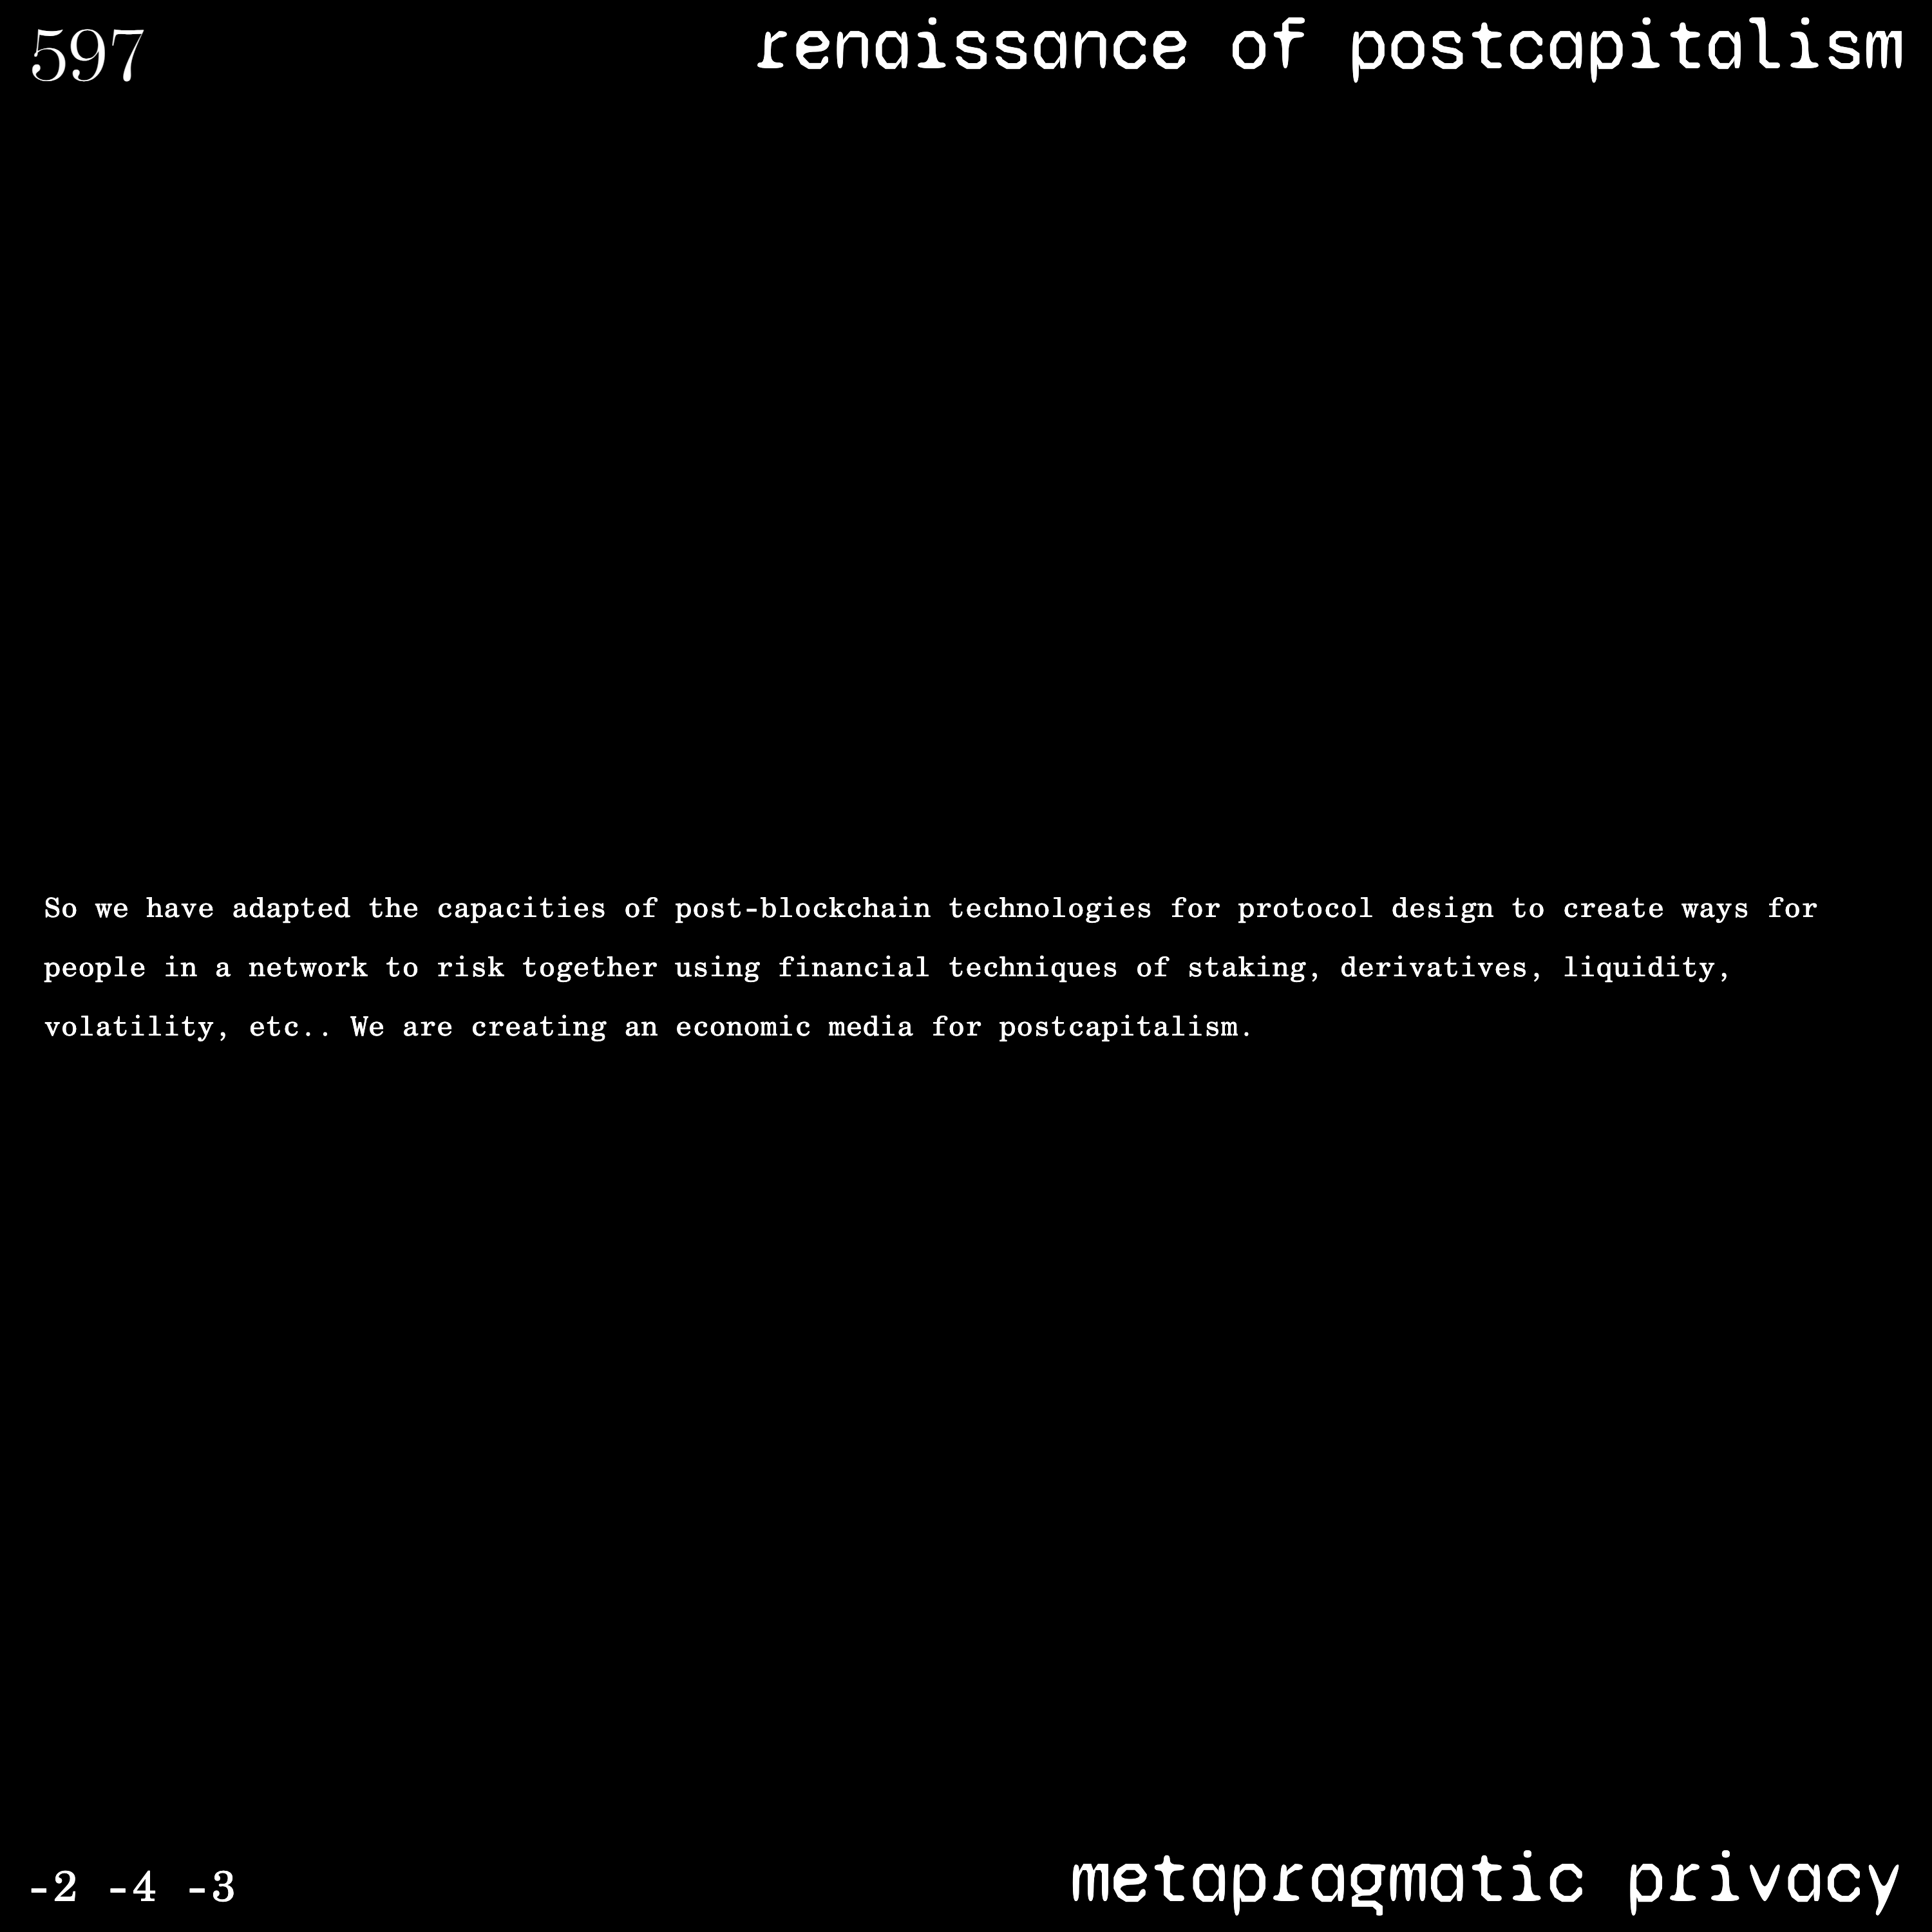 597
renaissance of postcapitalism
So we have adapted the capacities of post-blockchain technologies for protocol design to create ways for
people in a network to risk together using financial techniques of staking, derivatives, liquidity,
volatility, etc.. We are creating an economic media for postcapitalism.
-2 -4 -3
metapragmatic privacy